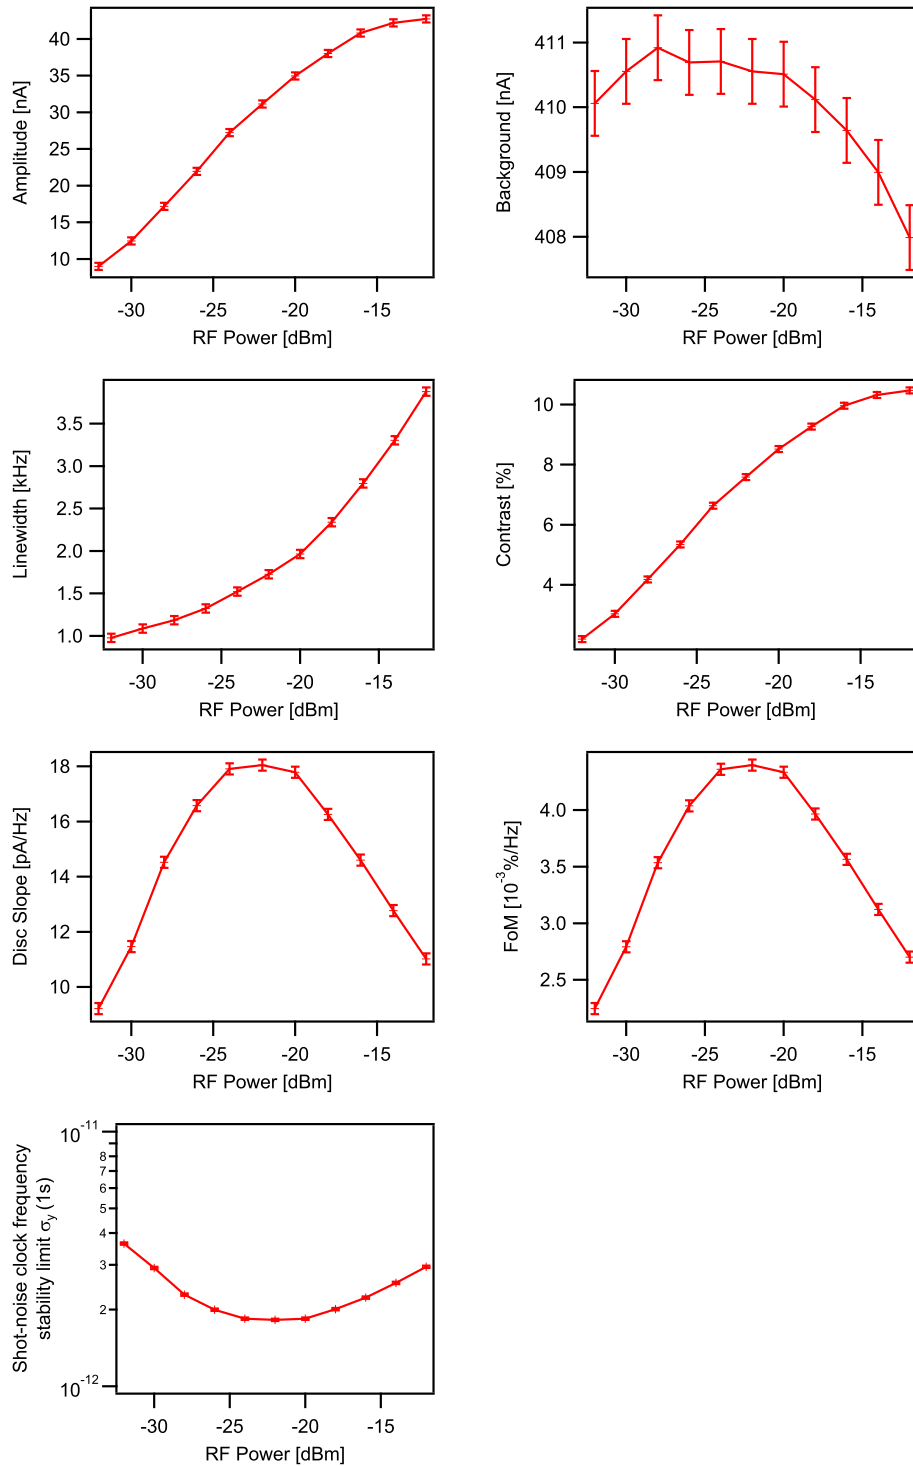 Amplitude [nA]
40
35
30
25
20
15
10
-30 -25 -20 -15
RF Power [dBm]
Background [nA]
411
410
409
408
-30 -25 -20 -15
RF Power [dBm]
Linewidth [kHz]
3.5
3.0
2.5
2.0
1.5
1.0
-30 -25 -20 -15
RF Power [dBm]
Contrast [%]
10
8
6
4
-30 -25 -20 -15
RF Power [dBm]
Disc Slope [pA/Hz]
18
16
14
12
10
-30 -25 -20 -15
RF Power [dBm]
FoM [10⁻³%/Hz]
4.0
3.5
3.0
2.5
-30 -25 -20 -15
RF Power [dBm]
Shot-noise clock frequency
stability limit σy (1s)
10⁻¹¹
8
7
6
5
4
3
2
10⁻¹²
-30 -25 -20 -15
RF Power [dBm]